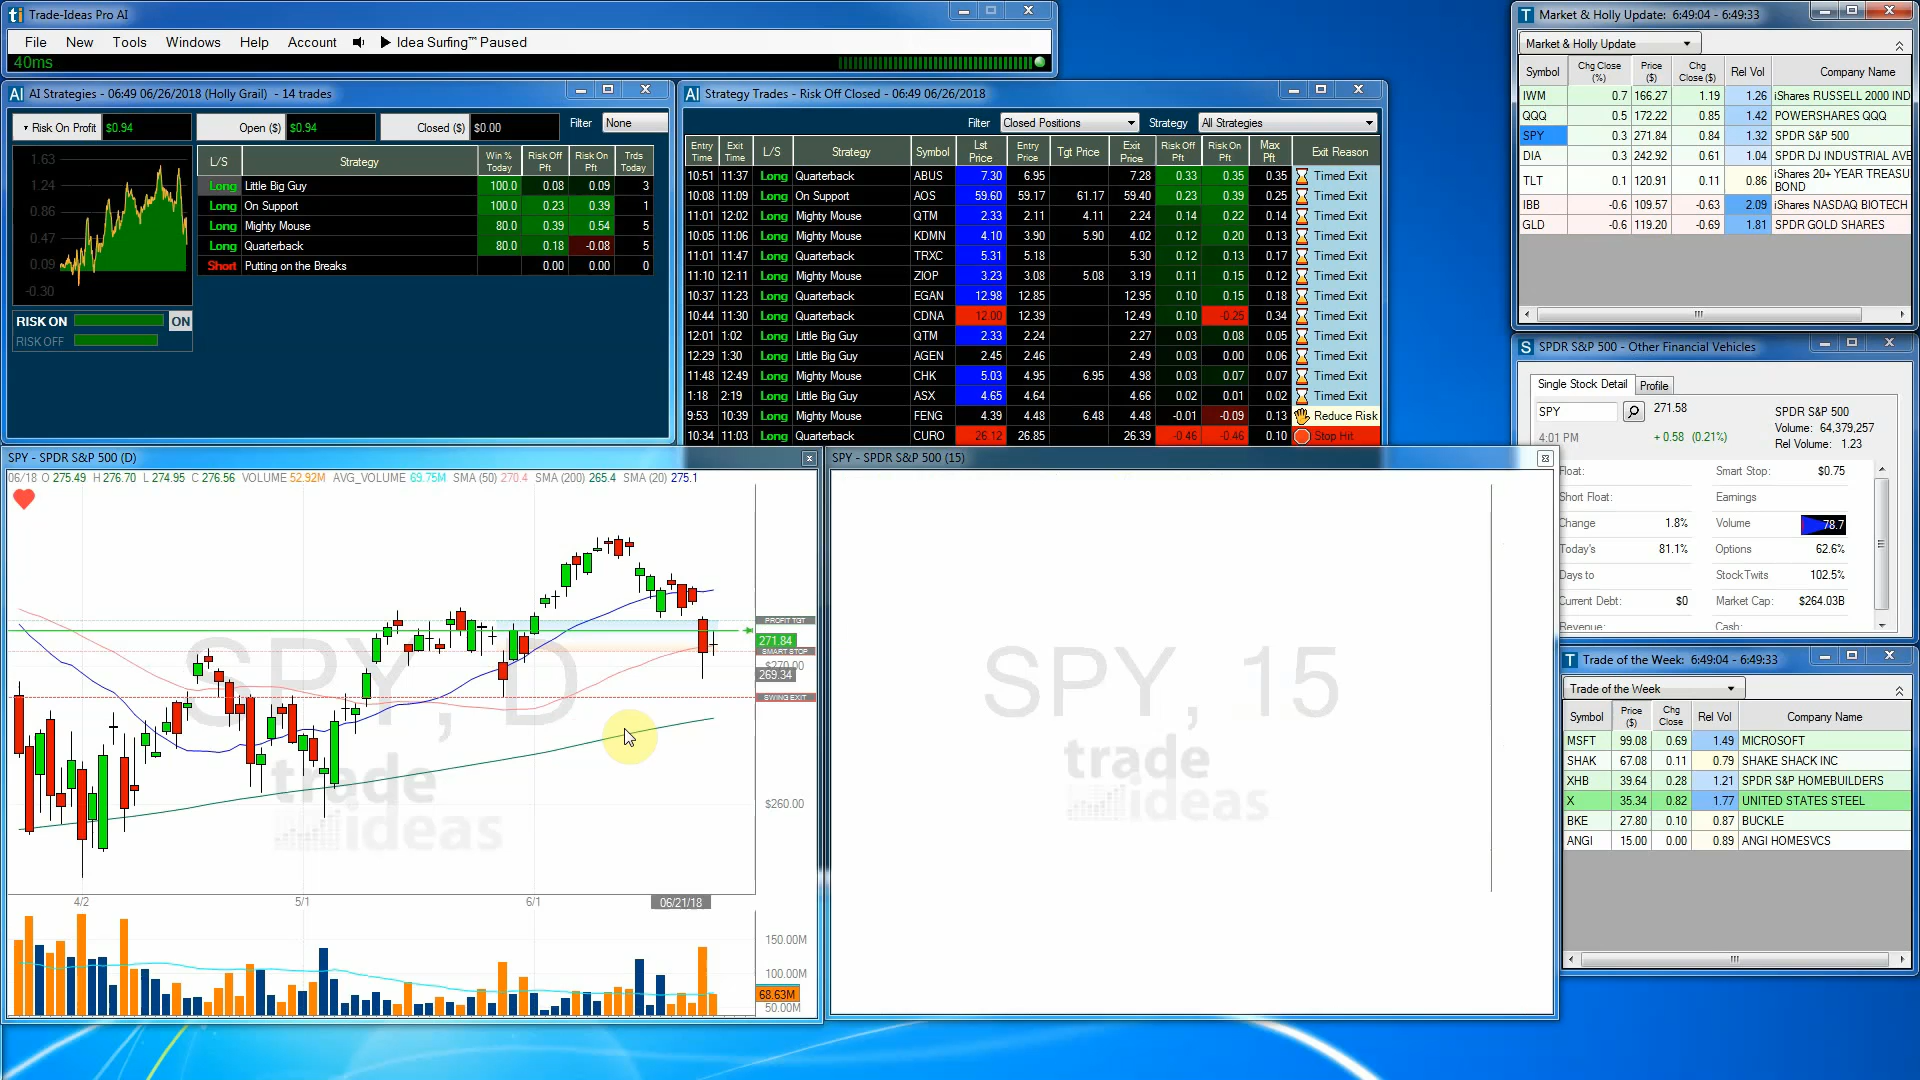 Trade-Ideas Pro AI
File New Tools Windows Help Account Idea Surfing™ Paused
40ms
AI Strategies - 06:49 06/26/2018 (Holly Grail) - 14 trades
Risk On Profit $0.94 Open ($) $0.94 Closed ($) $0.00 Filter None
1.63
1.24
0.86
0.47
0.09
-0.30
RISK ON ON
RISK OFF
L/S Strategy Win % Today Risk Off Pft Risk On Pft Trds Today
Long Little Big Guy 100.0 0.08 0.09 3
Long On Support 100.0 0.23 0.39 1
Long Mighty Mouse 80.0 0.39 0.54 5
Long Quarterback 80.0 0.18 -0.08 5
Short Putting on the Breaks 0.00 0.00 0
Strategy Trades - Risk Off Closed - 06:49 06/26/2018
Filter Closed Positions Strategy All Strategies
Entry Time Exit Time L/S Strategy Symbol Lst Price Entry Price Tgt Price Exit Price Risk Off Pft Risk On Pft Max Pft Exit Reason
10:51 11:37 Long Quarterback ABUS 7.30 6.95 7.28 0.33 0.35 0.35 Timed Exit
10:08 11:09 Long On Support AOS 59.60 59.17 61.17 59.40 0.23 0.39 0.25 Timed Exit
11:01 12:02 Long Mighty Mouse QTM 2.33 2.11 4.11 2.24 0.14 0.22 0.14 Timed Exit
10:05 11:06 Long Mighty Mouse KDMN 4.10 3.90 5.90 4.02 0.12 0.20 0.13 Timed Exit
11:01 11:47 Long Quarterback TRXC 5.31 5.18 5.30 0.12 0.13 0.17 Timed Exit
11:10 12:11 Long Mighty Mouse ZIOP 3.23 3.08 5.08 3.19 0.11 0.15 0.12 Timed Exit
10:37 11:23 Long Quarterback EGAN 12.98 12.85 12.95 0.10 0.15 0.18 Timed Exit
10:44 11:30 Long Quarterback CDNA 12.00 12.39 12.49 0.10 -0.25 0.34 Timed Exit
12:01 1:02 Long Little Big Guy QTM 2.33 2.24 2.27 0.03 0.08 0.05 Timed Exit
12:29 1:30 Long Little Big Guy AGEN 2.45 2.46 2.49 0.03 0.00 0.06 Timed Exit
11:48 12:49 Long Mighty Mouse CHK 5.03 4.95 6.95 4.98 0.03 0.07 0.07 Timed Exit
1:18 2:19 Long Little Big Guy ASX 4.65 4.64 4.66 0.02 0.01 0.02 Timed Exit
9:53 10:39 Long Mighty Mouse FENG 4.39 4.48 6.48 4.48 -0.01 -0.09 0.13 Reduce Risk
10:34 11:03 Long Quarterback CURO 26.12 26.85 26.39 -0.46 -0.46 0.10 Stop Hit
Market & Holly Update: 6:49:04 - 6:49:33
Market & Holly Update
Symbol Chg Close (%) Price ($) Chg Close ($) Rel Vol Company Name
IWM 0.7 166.27 1.19 1.26 iShares RUSSELL 2000 IND
QQQ 0.5 172.22 0.85 1.42 POWERSHARES QQQ
SPY 0.3 271.84 0.84 1.32 SPDR S&P 500
DIA 0.3 242.92 0.61 1.04 SPDR DJ INDUSTRIAL AVE
TLT 0.1 120.91 0.11 0.86 iShares 20+ YEAR TREASU
BOND
IBB -0.6 109.57 -0.63 2.09 iShares NASDAQ BIOTECH
GLD -0.6 119.20 -0.69 1.81 SPDR GOLD SHARES
SPDR S&P 500 - Other Financial Vehicles
Single Stock Detail Profile
SPY 271.58 SPDR S&P 500
Volume: 64,379,257
4:01 PM + 0.58 (0.21%) Rel Volume: 1.23
Float: Smart Stop: $0.75
Short Float: Earnings
Change 1.8% Volume 78.7
Today's 81.1% Options 62.6%
Days to StockTwits 102.5%
Current Debt: $0 Market Cap: $264.03B
Revenue: Cash:
SPY - SPDR S&P 500 (D)
06/18 O 275.49 H 276.70 L 274.95 C 276.56 VOLUME 52.92M AVG_VOLUME 69.75M SMA (50) 270.4 SMA (200) 265.4 SMA (20) 275.1
SPY, D
trade
ideas
PROFIT TGT
271.84
SMART STOP
$270.00
269.34
SWING EXIT
$260.00
4/2 5/1 6/1 06/21/18
150.00M
100.00M
68.63M
50.00M
SPY - SPDR S&P 500 (15)
SPY, 15
trade
ideas
Trade of the Week: 6:49:04 - 6:49:33
Trade of the Week
Symbol Price ($) Chg Close Rel Vol Company Name
MSFT 99.08 0.69 1.49 MICROSOFT
SHAK 67.08 0.11 0.79 SHAKE SHACK INC
XHB 39.64 0.28 1.21 SPDR S&P HOMEBUILDERS
X 35.34 0.82 1.77 UNITED STATES STEEL
BKE 27.80 0.10 0.87 BUCKLE
ANGI 15.00 0.00 0.89 ANGI HOMESVCS